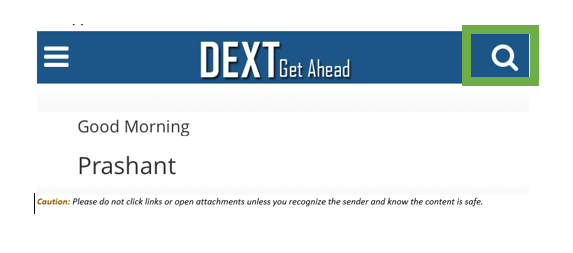 DEXT Get Ahead
Good Morning
Prashant
Caution: Please do not click links or open attachments unless you recognize the sender and know the content is safe.